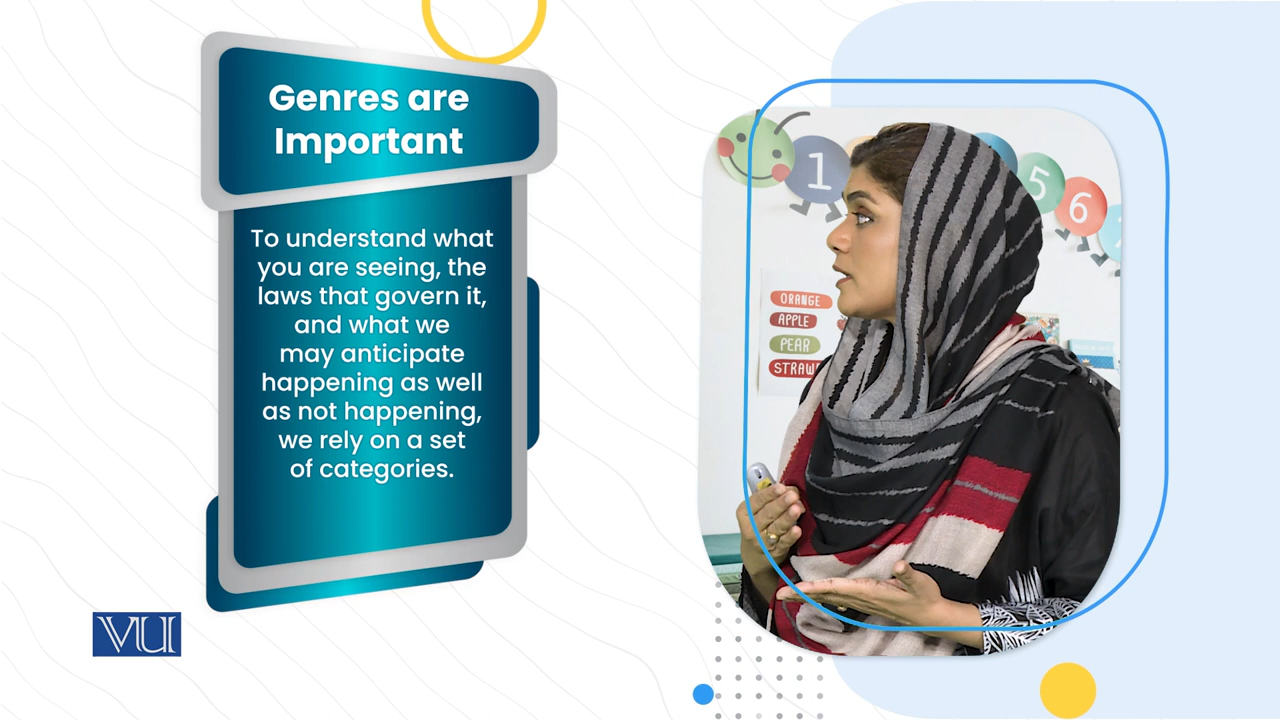 Genres are
Important
To understand what
you are seeing, the
laws that govern it,
and what we
may anticipate
happening as well
as not happening,
we rely on a set
of categories.
VU
1
5
6
ORANGE
APPLE
PEAR
STRAW